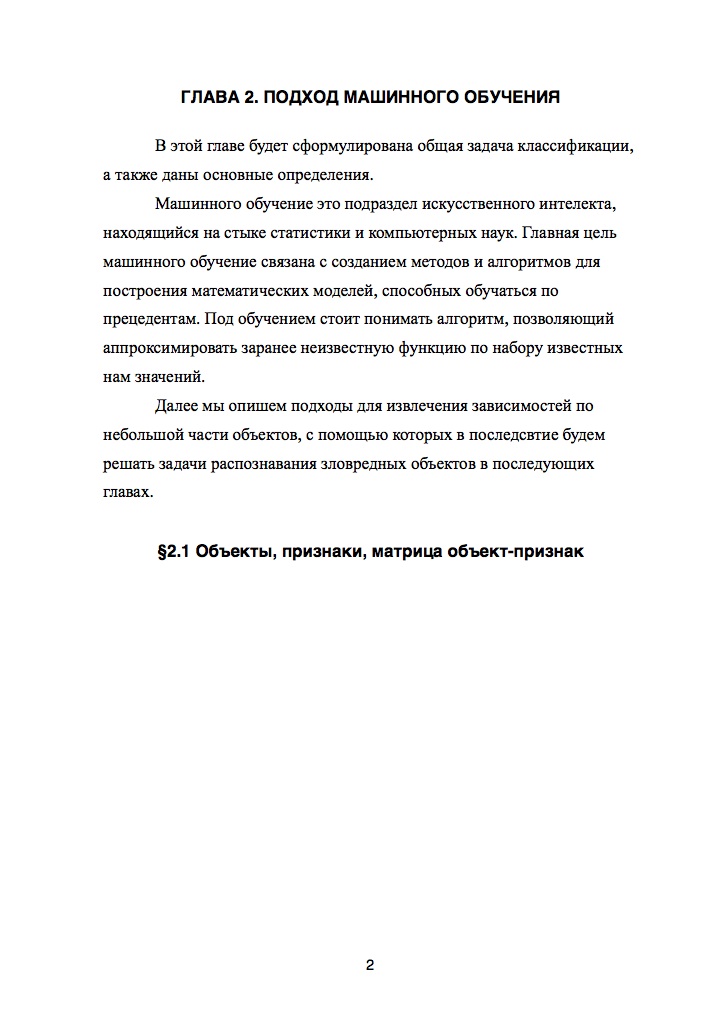 ГЛАВА 2. ПОДХОД МАШИННОГО ОБУЧЕНИЯ
В этой главе будет сформулирована общая задача классификации,
а также даны основные определения.
Машинного обучение это подраздел искусственного интелекта,
находящийся на стыке статистики и компьютерных наук. Главная цель
машинного обучение связана с созданием методов и алгоритмов для
построения математических моделей, способных обучаться по
прецедентам. Под обучением стоит понимать алгоритм, позволяющий
аппроксимировать заранее неизвестную функцию по набору известных
нам значений.
Далее мы опишем подходы для извлечения зависимостей по
небольшой части объектов, с помощью которых в последсвтие будем
решать задачи распознавания зловредных объектов в последующих
главах.
§2.1 Объекты, признаки, матрица объект-признак
2